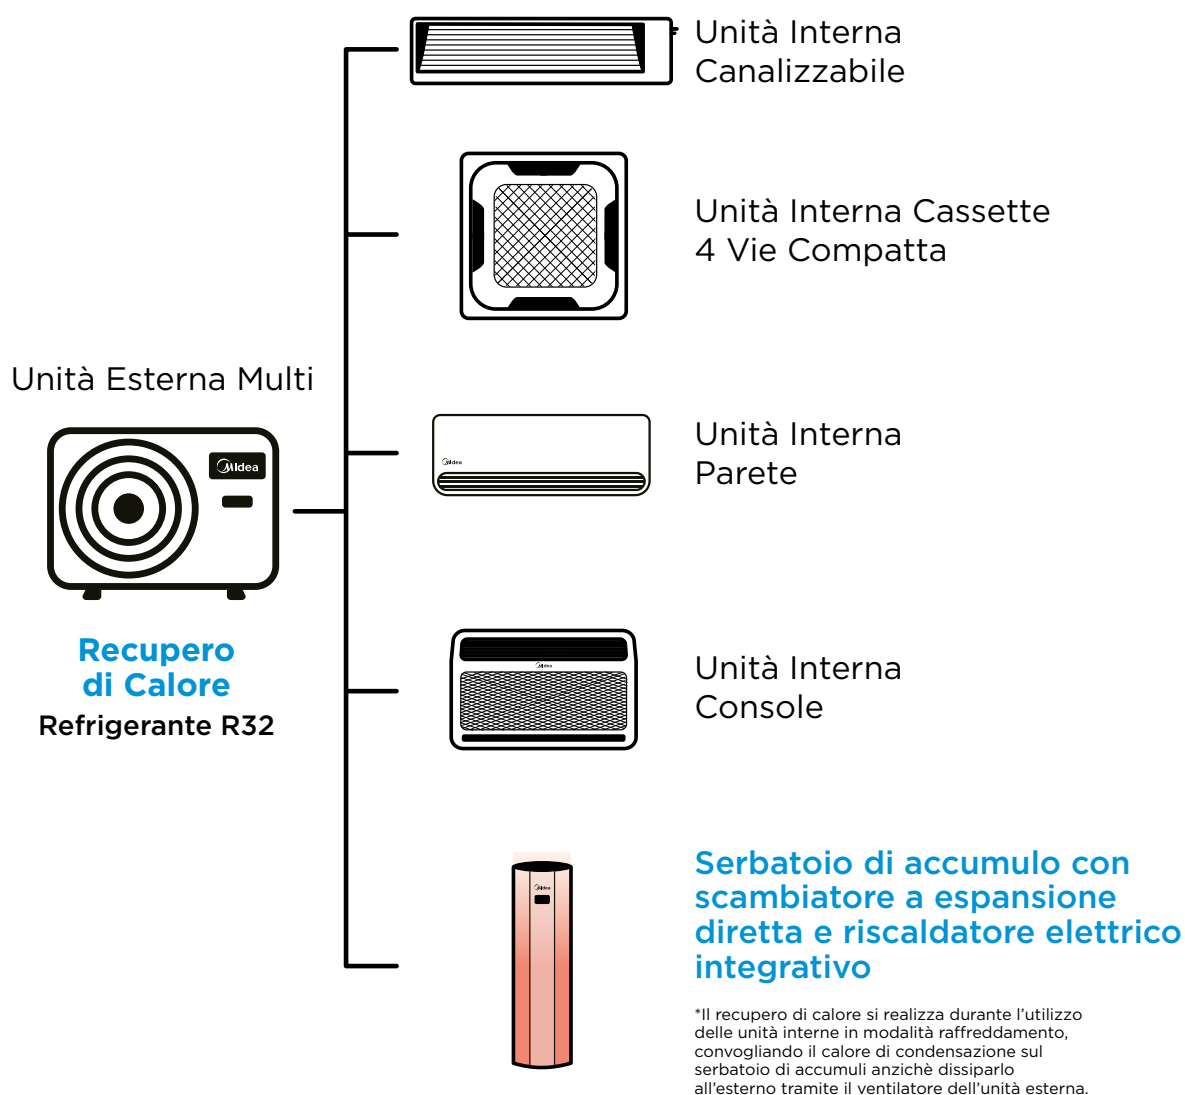 Unità Interna
Canalizzabile
Unità Interna Cassette
4 Vie Compatta
Unità Esterna Multi
Midea
Recupero
di Calore
Refrigerante R32
Midea
Unità Interna
Parete
Midea
Unità Interna
Console
Midea
Serbatoio di accumulo con
scambiatore a espansione
diretta e riscaldatore elettrico
integrativo
*Il recupero di calore si realizza durante l'utilizzo
delle unità interne in modalità raffreddamento,
convogliando il calore di condensazione sul
serbatoio di accumuli anzichè dissiparlo
all'esterno tramite il ventilatore dell'unità esterna.